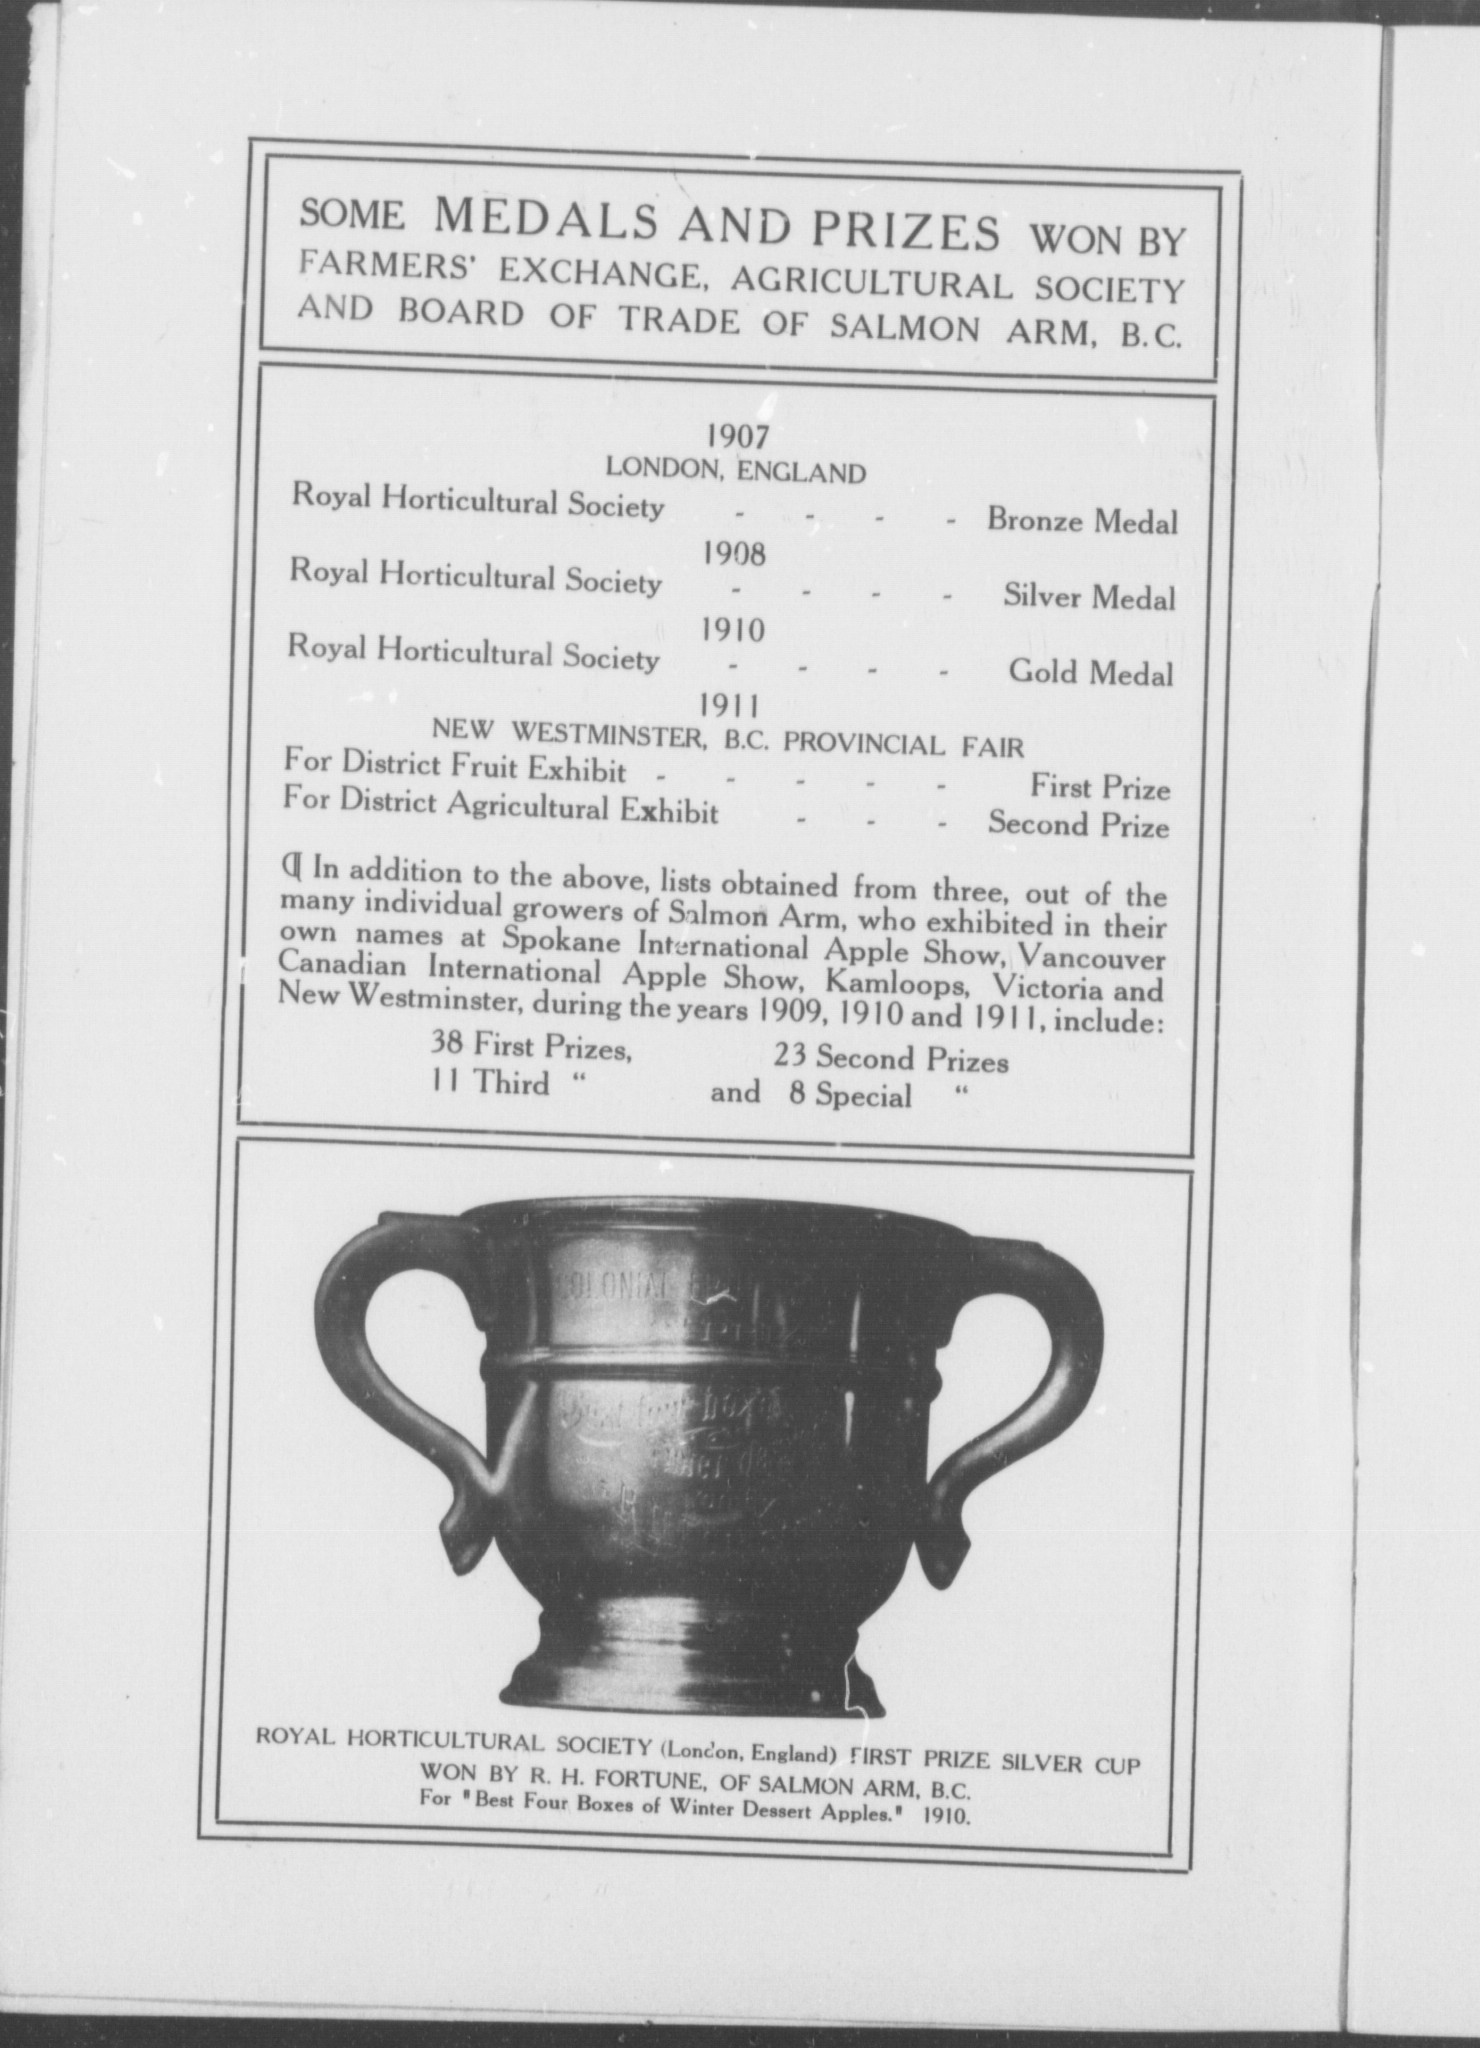 SOME MEDALS AND PRIZES WON BY
FARMERS' EXCHANGE, AGRICULTURAL SOCIETY
AND BOARD OF TRADE OF SALMON ARM, B.C.
1907
LONDON, ENGLAND
Royal Horticultural Society - - - - Bronze Medal
1908
Royal Horticultural Society - - - - Silver Medal
1910
Royal Horticultural Society - - - - Gold Medal
1911
NEW WESTMINSTER, B.C. PROVINCIAL FAIR
For District Fruit Exhibit - - - - - First Prize
For District Agricultural Exhibit - - - Second Prize
¶ In addition to the above, lists obtained from three, out of the
many individual growers of Salmon Arm, who exhibited in their
own names at Spokane International Apple Show, Vancouver
Canadian International Apple Show, Kamloops, Victoria and
New Westminster, during the years 1909, 1910 and 1911, include:
38 First Prizes, 23 Second Prizes
11 Third “ and 8 Special “
COLONIAL
ROYAL HORTICULTURAL SOCIETY (London, England) FIRST PRIZE SILVER CUP
WON BY R. H. FORTUNE, OF SALMON ARM, B.C.
For "Best Four Boxes of Winter Dessert Apples." 1910.